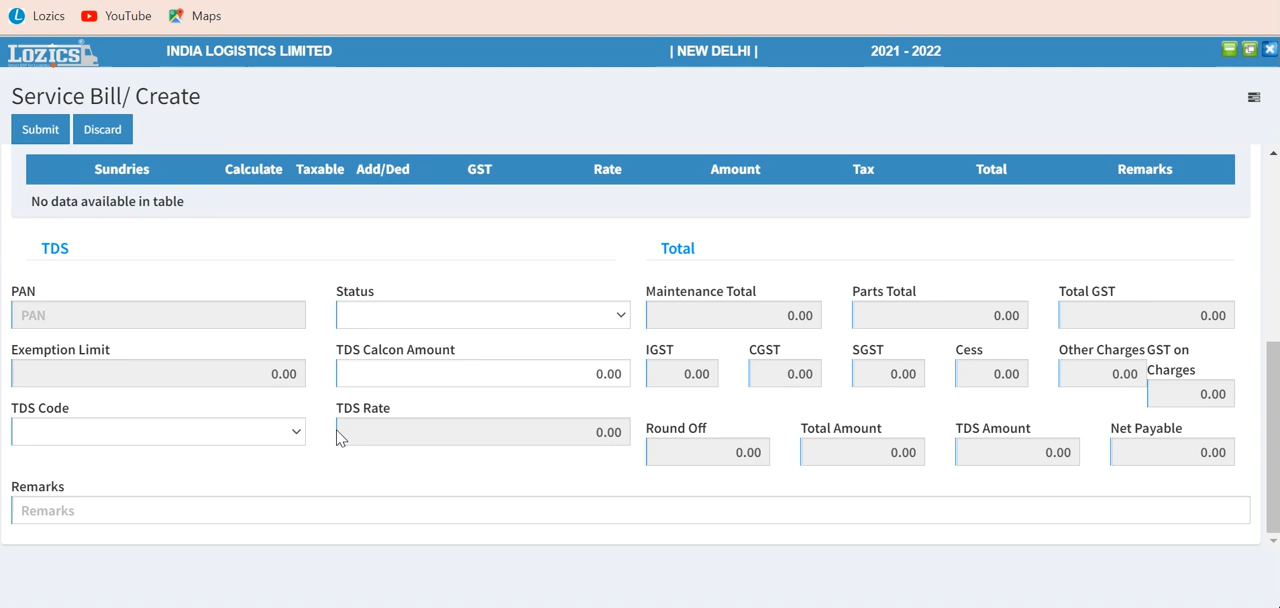 Lozics YouTube Maps
LOZICS INDIA LOGISTICS LIMITED | NEW DELHI | 2021 - 2022
Service Bill/ Create
Submit Discard
Sundries Calculate Taxable Add/Ded GST Rate Amount Tax Total Remarks
No data available in table
TDS Total
PAN Status Maintenance Total Parts Total Total GST
PAN 0.00 0.00 0.00
Exemption Limit TDS Calcon Amount IGST CGST SGST Cess Other Charges GST on
Charges
0.00 0.00 0.00 0.00 0.00 0.00 0.00
0.00
TDS Code TDS Rate
0.00
Round Off Total Amount TDS Amount Net Payable
0.00 0.00 0.00 0.00
Remarks
Remarks